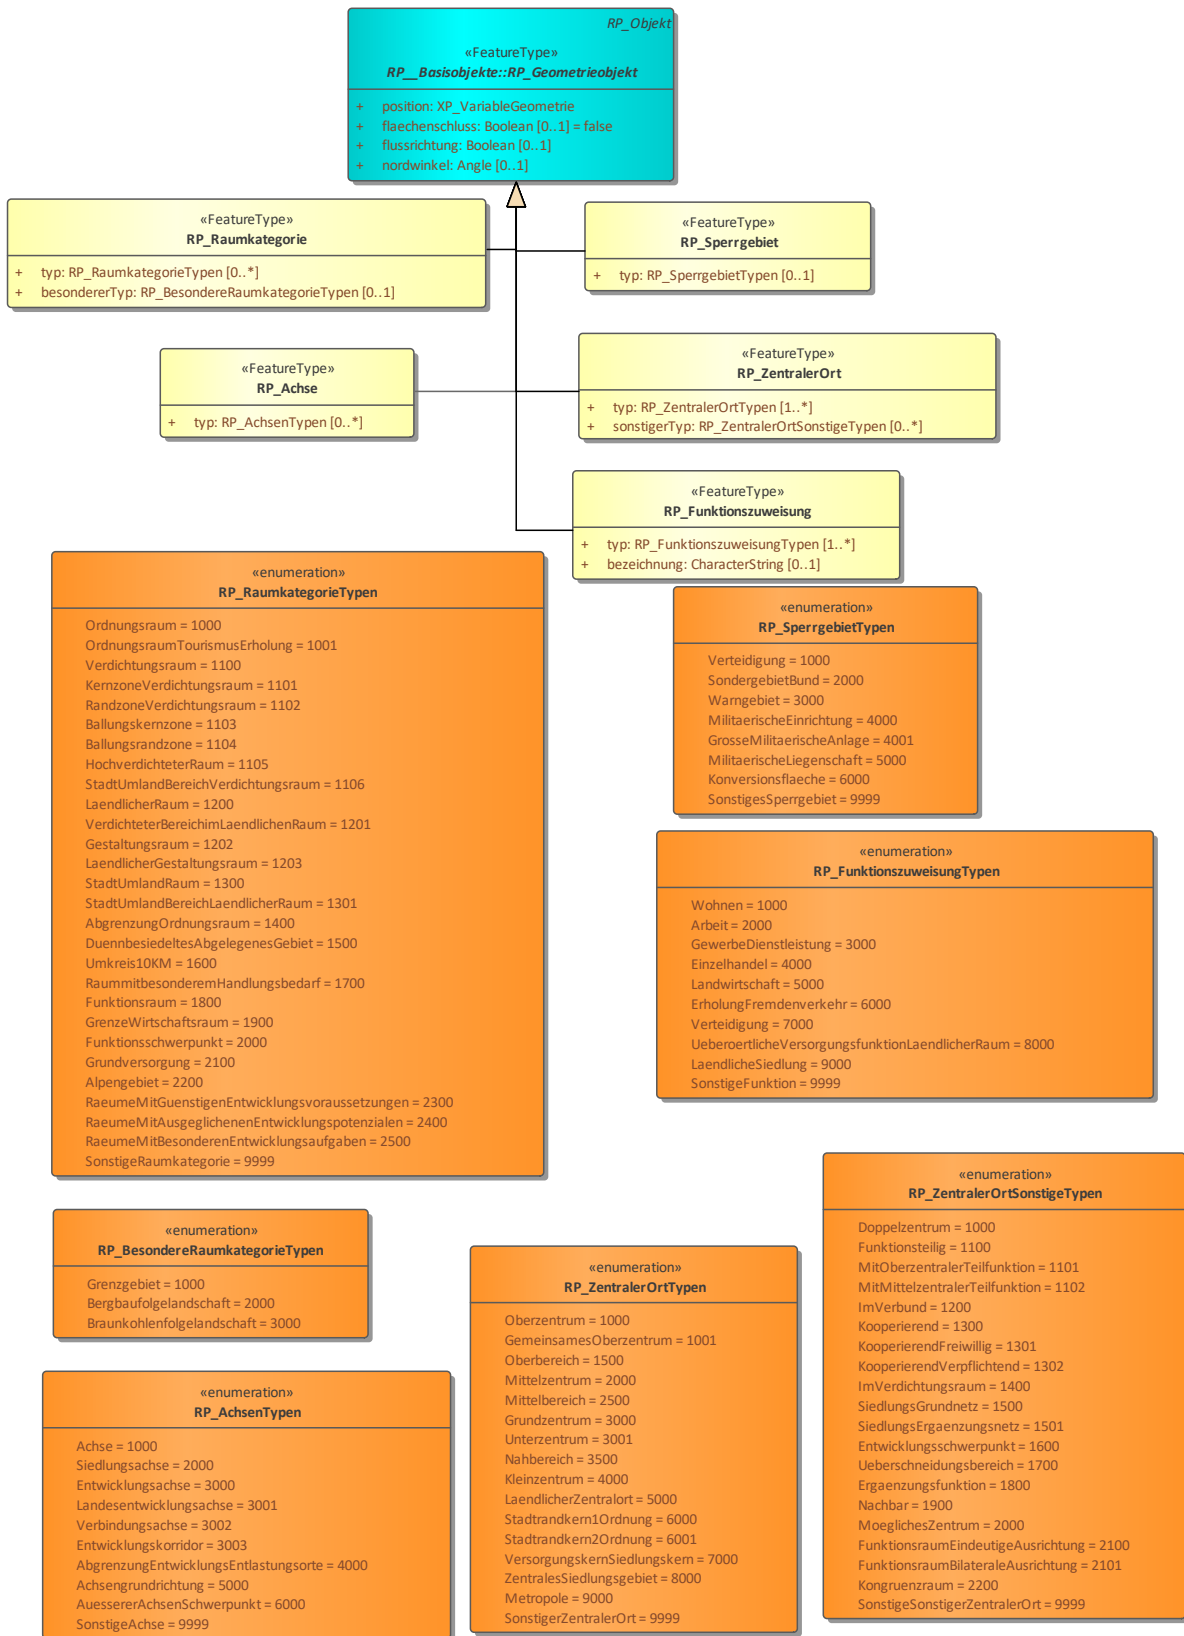 RP_Objekt
«FeatureType»
RP__Basisobjekte::RP_Geometrieobjekt
+ position: XP_VariableGeometrie
+ flaechenschluss: Boolean [0..1] = false
+ flussrichtung: Boolean [0..1]
+ nordwinkel: Angle [0..1]
«FeatureType»
RP_Raumkategorie
+ typ: RP_RaumkategorieTypen [0..*]
+ besondererTyp: RP_BesondereRaumkategorieTypen [0..1]
«FeatureType»
RP_Sperrgebiet
+ typ: RP_SperrgebietTypen [0..1]
«FeatureType»
RP_Achse
+ typ: RP_AchsenTypen [0..*]
«FeatureType»
RP_ZentralerOrt
+ typ: RP_ZentralerOrtTypen [1..*]
+ sonstigerTyp: RP_ZentralerOrtSonstigeTypen [0..*]
«FeatureType»
RP_Funktionszuweisung
+ typ: RP_FunktionszuweisungTypen [1..*]
+ bezeichnung: CharacterString [0..1]
«enumeration»
RP_RaumkategorieTypen
Ordnungsraum = 1000
OrdnungsraumTourismusErholung = 1001
Verdichtungsraum = 1100
KernzoneVerdichtungsraum = 1101
RandzoneVerdichtungsraum = 1102
Ballungskernzone = 1103
Ballungsrandzone = 1104
HochverdichteterRaum = 1105
StadtUmlandBereichVerdichtungsraum = 1106
LaendlicherRaum = 1200
VerdichteterBereichimLaendlichenRaum = 1201
Gestaltungsraum = 1202
LaendlicherGestaltungsraum = 1203
StadtUmlandRaum = 1300
StadtUmlandBereichLaendlicherRaum = 1301
AbgrenzungOrdnungsraum = 1400
DuennbesiedeltesAbgelegenesGebiet = 1500
Umkreis10KM = 1600
RaummitbesonderemHandlungsbedarf = 1700
Funktionsraum = 1800
GrenzeWirtschaftsraum = 1900
Funktionsschwerpunkt = 2000
Grundversorgung = 2100
Alpengebiet = 2200
RaeumeMitGuenstigenEntwicklungsvoraussetzungen = 2300
RaeumeMitAusgeglichenenEntwicklungspotenzialen = 2400
RaeumeMitBesonderenEntwicklungsaufgaben = 2500
SonstigeRaumkategorie = 9999
«enumeration»
RP_SperrgebietTypen
Verteidigung = 1000
SondergebietBund = 2000
Warngebiet = 3000
MilitaerischeEinrichtung = 4000
GrosseMilitaerischeAnlage = 4001
MilitaerischeLiegenschaft = 5000
Konversionsflaeche = 6000
SonstigesSperrgebiet = 9999
«enumeration»
RP_FunktionszuweisungTypen
Wohnen = 1000
Arbeit = 2000
GewerbeDienstleistung = 3000
Einzelhandel = 4000
Landwirtschaft = 5000
ErholungFremdenverkehr = 6000
Verteidigung = 7000
UeberoertlicheVersorgungsfunktionLaendlicherRaum = 8000
LaendlicheSiedlung = 9000
SonstigeFunktion = 9999
«enumeration»
RP_BesondereRaumkategorieTypen
Grenzgebiet = 1000
Bergbaufolgelandschaft = 2000
Braunkohlenfolgelandschaft = 3000
«enumeration»
RP_AchsenTypen
Achse = 1000
Siedlungsachse = 2000
Entwicklungsachse = 3000
Landesentwicklungsachse = 3001
Verbindungsachse = 3002
Entwicklungskorridor = 3003
AbgrenzungEntwicklungsEntlastungsorte = 4000
Achsengrundrichtung = 5000
AuessererAchsenSchwerpunkt = 6000
SonstigeAchse = 9999
«enumeration»
RP_ZentralerOrtTypen
Oberzentrum = 1000
GemeinsamesOberzentrum = 1001
Oberbereich = 1500
Mittelzentrum = 2000
Mittelbereich = 2500
Grundzentrum = 3000
Unterzentrum = 3001
Nahbereich = 3500
Kleinzentrum = 4000
LaendlicherZentralort = 5000
Stadtrandkern1Ordnung = 6000
Stadtrandkern2Ordnung = 6001
VersorgungskernSiedlungskern = 7000
ZentralesSiedlungsgebiet = 8000
Metropole = 9000
SonstigerZentralerOrt = 9999
«enumeration»
RP_ZentralerOrtSonstigeTypen
Doppelzentrum = 1000
Funktionsteilig = 1100
MitOberzentralerTeilfunktion = 1101
MitMittelzentralerTeilfunktion = 1102
ImVerbund = 1200
Kooperierend = 1300
KooperierendFreiwillig = 1301
KooperierendVerpflichtend = 1302
ImVerdichtungsraum = 1400
SiedlungsGrundnetz = 1500
SiedlungsErgaenzungsnetz = 1501
Entwicklungsschwerpunkt = 1600
Ueberschneidungsbereich = 1700
Ergaenzungsfunktion = 1800
Nachbar = 1900
MoeglichesZentrum = 2000
FunktionsraumEindeutigeAusrichtung = 2100
FunktionsraumBilateraleAusrichtung = 2101
Kongruenzraum = 2200
SonstigeSonstigerZentralerOrt = 9999